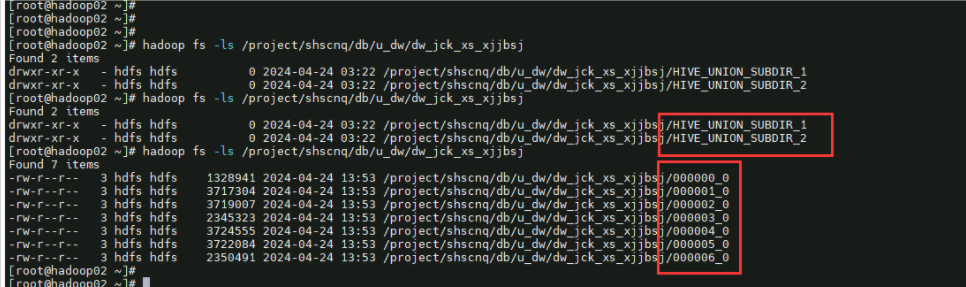 [root@hadoop02 ~]#
[root@hadoop02 ~]#
[root@hadoop02 ~]#
[root@hadoop02 ~]# hadoop fs -ls /project/shscnq/db/u_dw/dw_jck_xs_xjjbsj
Found 2 items
drwxr-xr-x   - hdfs hdfs          0 2024-04-24 03:22 /project/shscnq/db/u_dw/dw_jck_xs_xjjbsj/HIVE_UNION_SUBDIR_1
drwxr-xr-x   - hdfs hdfs          0 2024-04-24 03:22 /project/shscnq/db/u_dw/dw_jck_xs_xjjbsj/HIVE_UNION_SUBDIR_2
[root@hadoop02 ~]# hadoop fs -ls /project/shscnq/db/u_dw/dw_jck_xs_xjjbsj
Found 2 items
drwxr-xr-x   - hdfs hdfs          0 2024-04-24 03:22 /project/shscnq/db/u_dw/dw_jck_xs_xjjbsj/HIVE_UNION_SUBDIR_1
drwxr-xr-x   - hdfs hdfs          0 2024-04-24 03:22 /project/shscnq/db/u_dw/dw_jck_xs_xjjbsj/HIVE_UNION_SUBDIR_2
[root@hadoop02 ~]# hadoop fs -ls /project/shscnq/db/u_dw/dw_jck_xs_xjjbsj
Found 7 items
-rw-r--r--   3 hdfs hdfs    1328941 2024-04-24 13:53 /project/shscnq/db/u_dw/dw_jck_xs_xjjbsj/000000_0
-rw-r--r--   3 hdfs hdfs    3717304 2024-04-24 13:53 /project/shscnq/db/u_dw/dw_jck_xs_xjjbsj/000001_0
-rw-r--r--   3 hdfs hdfs    3719007 2024-04-24 13:53 /project/shscnq/db/u_dw/dw_jck_xs_xjjbsj/000002_0
-rw-r--r--   3 hdfs hdfs    2345323 2024-04-24 13:53 /project/shscnq/db/u_dw/dw_jck_xs_xjjbsj/000003_0
-rw-r--r--   3 hdfs hdfs    3724555 2024-04-24 13:53 /project/shscnq/db/u_dw/dw_jck_xs_xjjbsj/000004_0
-rw-r--r--   3 hdfs hdfs    3722084 2024-04-24 13:53 /project/shscnq/db/u_dw/dw_jck_xs_xjjbsj/000005_0
-rw-r--r--   3 hdfs hdfs    2350491 2024-04-24 13:53 /project/shscnq/db/u_dw/dw_jck_xs_xjjbsj/000006_0
[root@hadoop02 ~]#
[root@hadoop02 ~]#